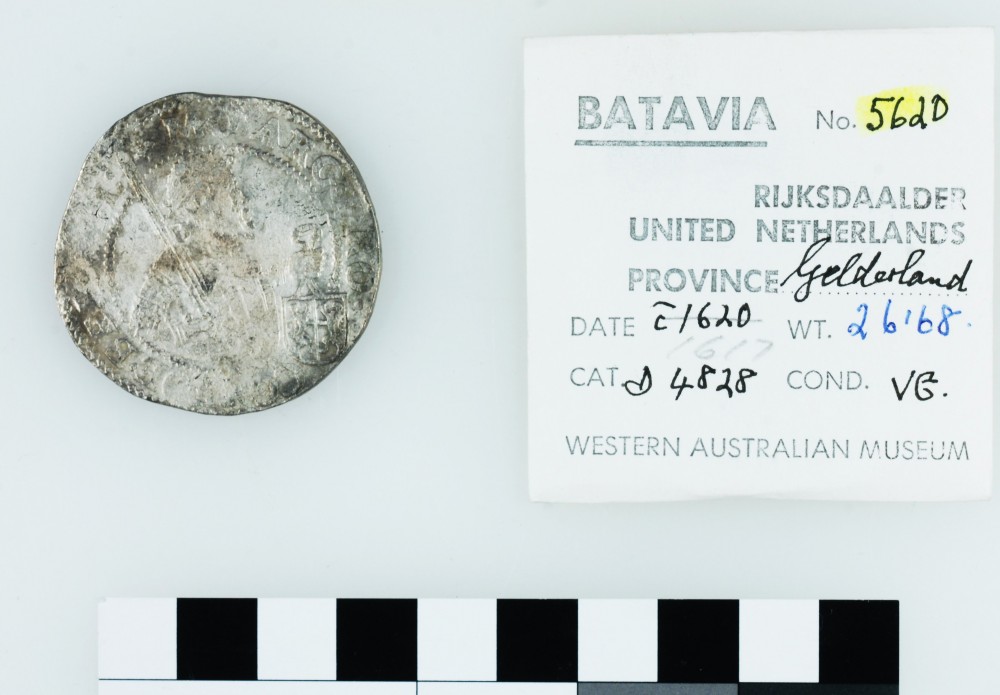 BATAVIA No. 5620
RIJKSDAALDER
UNITED NETHERLANDS
PROVINCE Gelderland
DATE c̄1620 WT. 26.68.
1617
CAT. D 4828 COND. VG.
WESTERN AUSTRALIAN MUSEUM